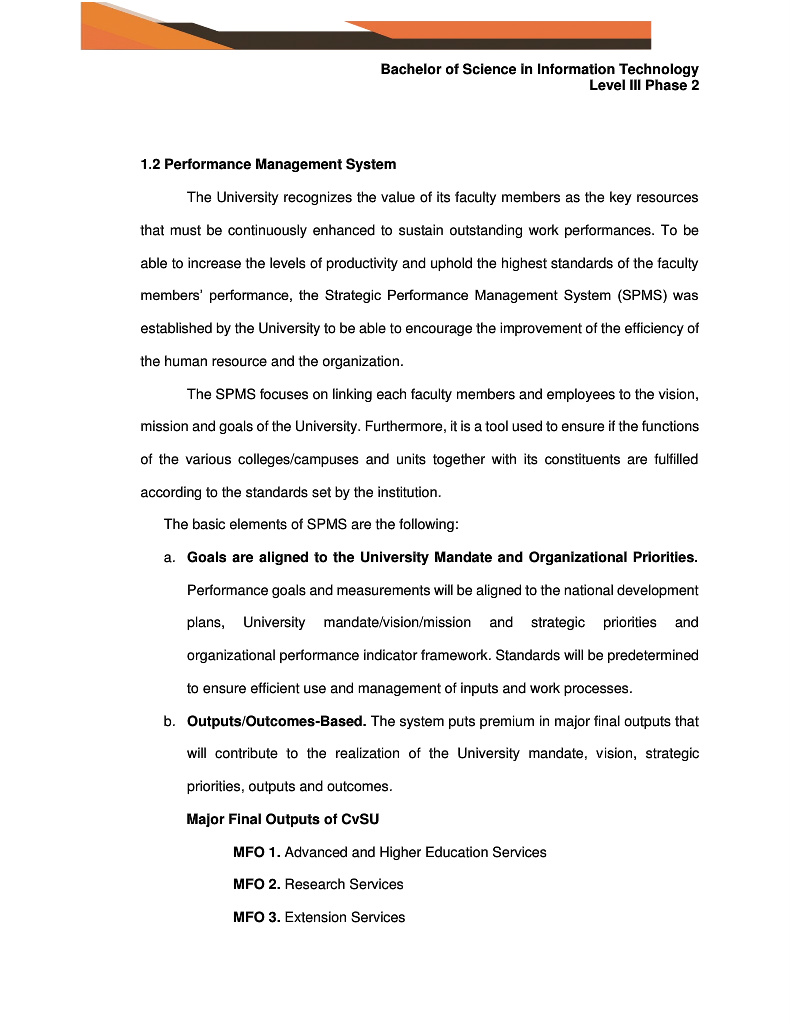 Bachelor of Science in Information Technology
Level III Phase 2
1.2 Performance Management System
The University recognizes the value of its faculty members as the key resources
that must be continuously enhanced to sustain outstanding work performances. To be
able to increase the levels of productivity and uphold the highest standards of the faculty
members’ performance, the Strategic Performance Management System (SPMS) was
established by the University to be able to encourage the improvement of the efficiency of
the human resource and the organization.
The SPMS focuses on linking each faculty members and employees to the vision,
mission and goals of the University. Furthermore, it is a tool used to ensure if the functions
of the various colleges/campuses and units together with its constituents are fulfilled
according to the standards set by the institution.
The basic elements of SPMS are the following:
a. Goals are aligned to the University Mandate and Organizational Priorities.
Performance goals and measurements will be aligned to the national development
plans, University mandate/vision/mission and strategic priorities and
organizational performance indicator framework. Standards will be predetermined
to ensure efficient use and management of inputs and work processes.
b. Outputs/Outcomes-Based. The system puts premium in major final outputs that
will contribute to the realization of the University mandate, vision, strategic
priorities, outputs and outcomes.
Major Final Outputs of CvSU
MFO 1. Advanced and Higher Education Services
MFO 2. Research Services
MFO 3. Extension Services